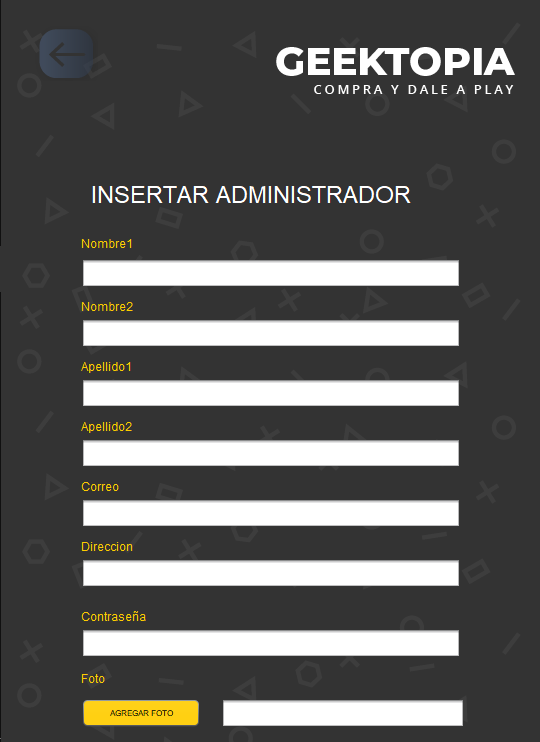 GEEKTOPIA
COMPRA Y DALE A PLAY
INSERTAR ADMINISTRADOR
Nombre1
Nombre2
Apellido1
Apellido2
Correo
Direccion
Contraseña
Foto
AGREGAR FOTO